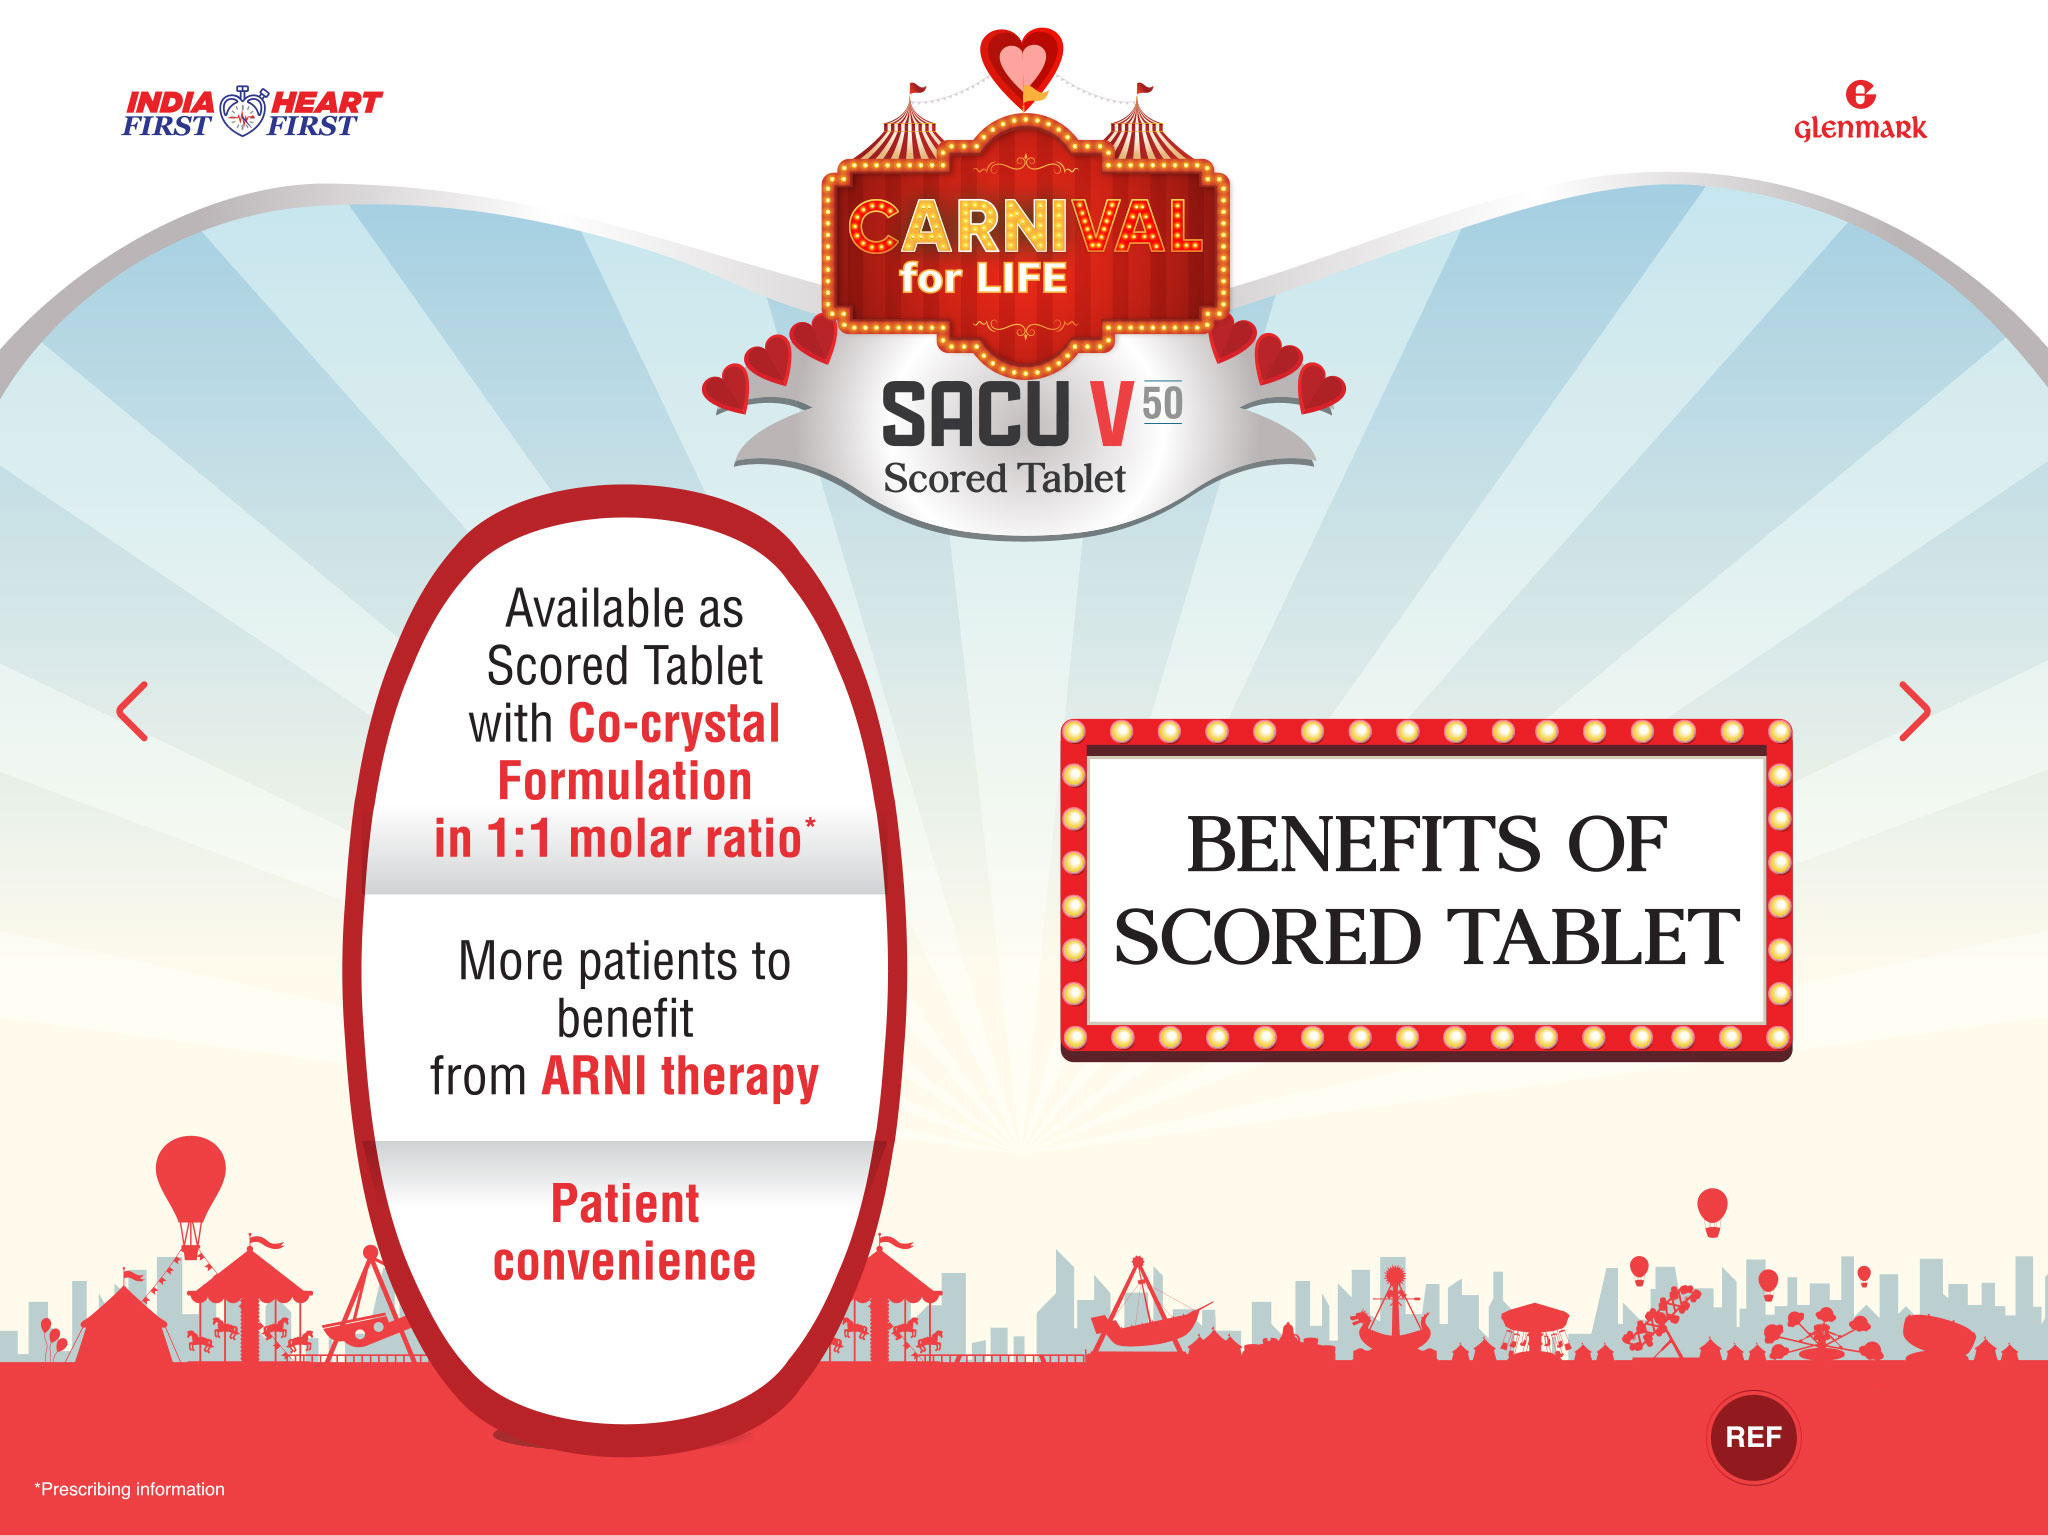 INDIA HEART
FIRST FIRST
glenmark
CARNIVAL
for LIFE
SACU V 50
Scored Tablet
Available as
Scored Tablet
with Co-crystal
Formulation
in 1:1 molar ratio*
More patients to
benefit
from ARNI therapy
Patient
convenience
BENEFITS OF
SCORED TABLET
REF
*Prescribing information